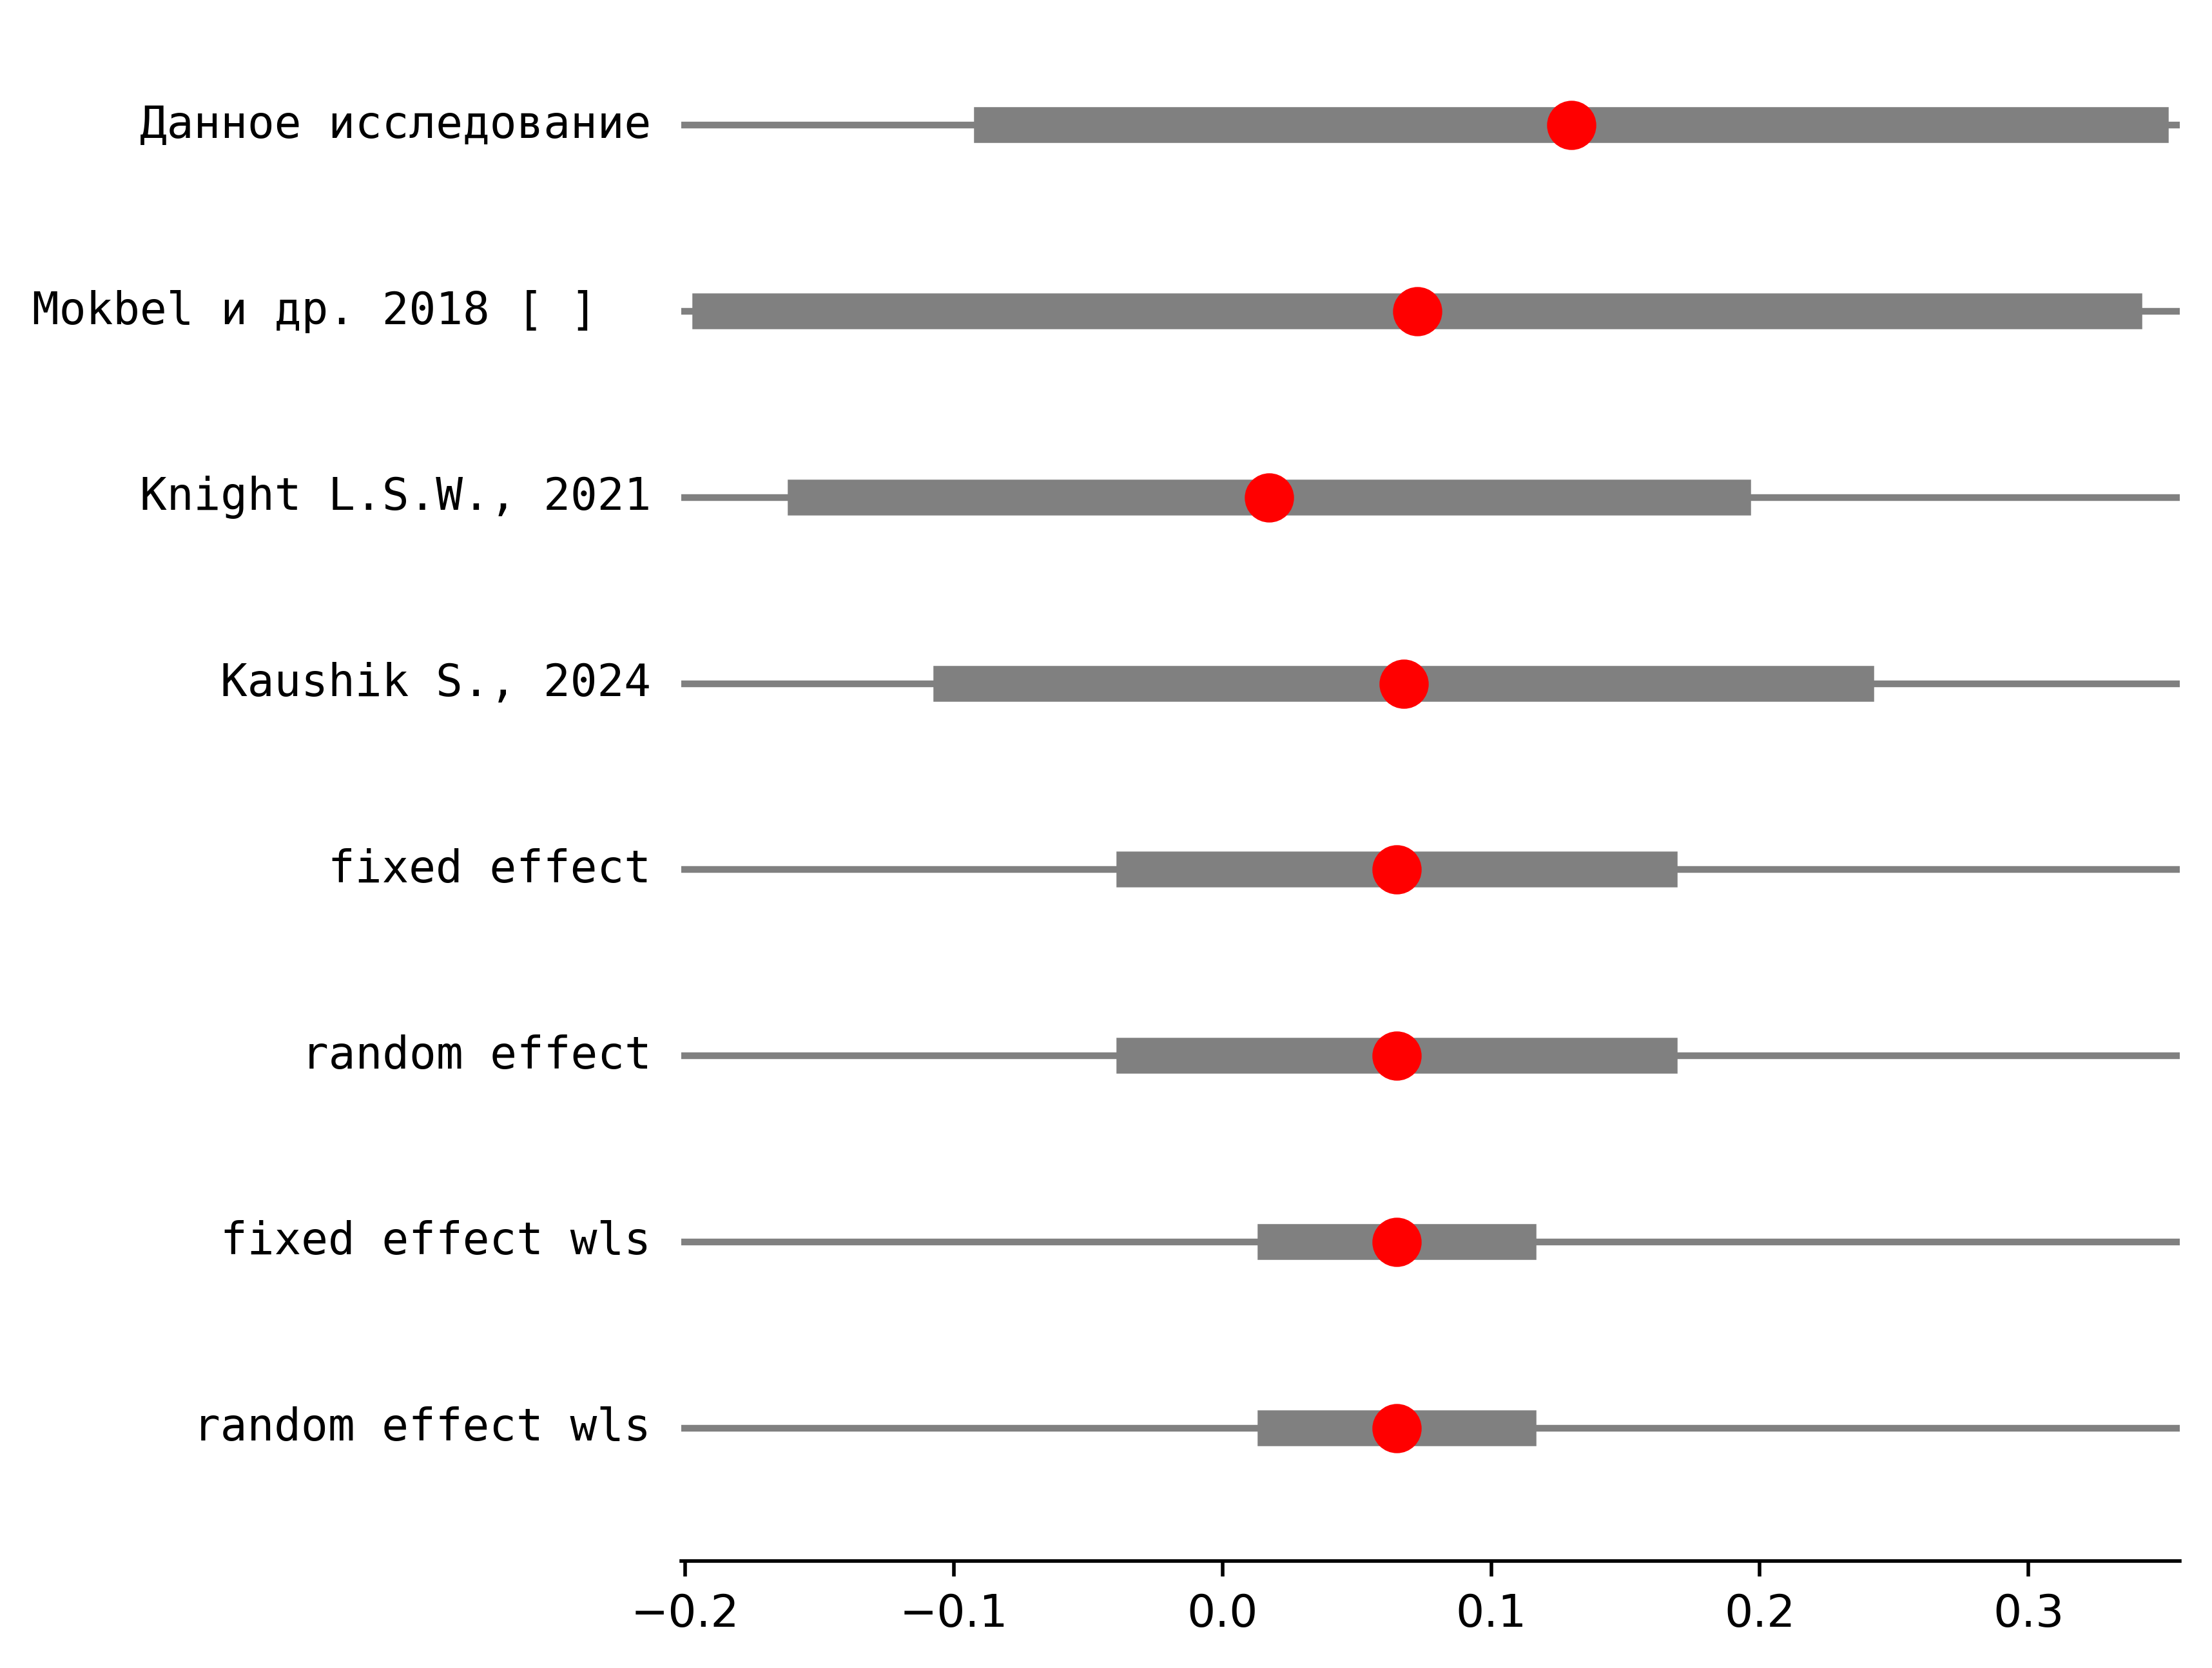 Данное исследование
Mokbel и др. 2018 [ ]
Knight L.S.W., 2021
Kaushik S., 2024
fixed effect
random effect
fixed effect wls
random effect wls
−0.2 −0.1 0.0 0.1 0.2 0.3